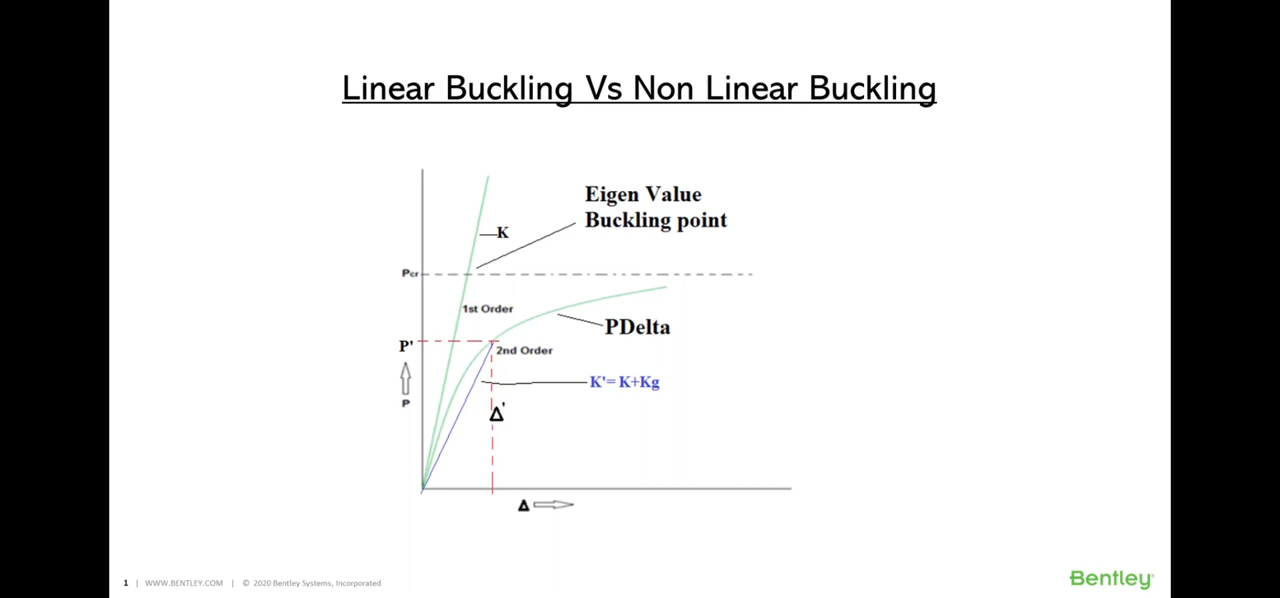 Linear Buckling Vs Non Linear Buckling
Eigen Value
Buckling point
K
Pcr
1st Order
PDelta
P'
2nd Order
K'= K+Kg
P
Δ'
Δ
1 | WWW.BENTLEY.COM | © 2020 Bentley Systems, Incorporated
Bentley